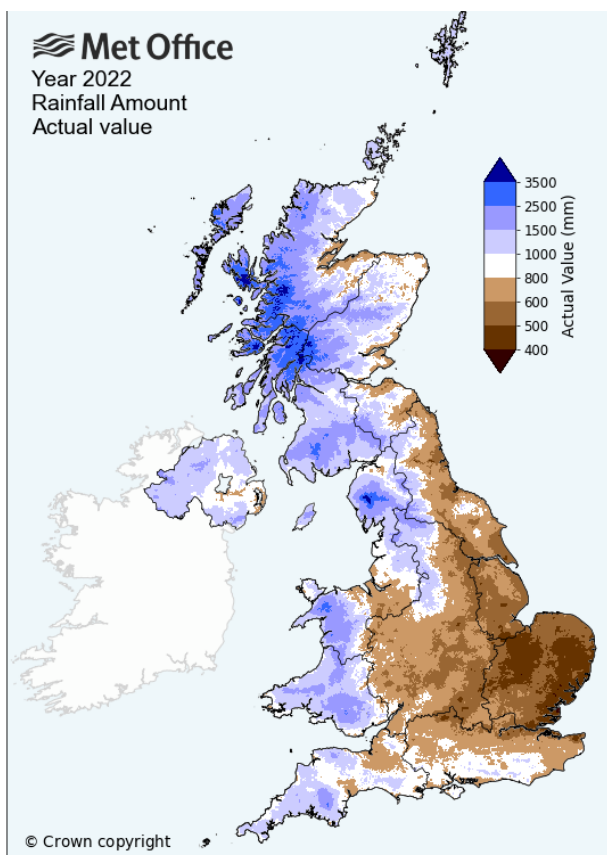 Met Office
Year 2022
Rainfall Amount
Actual value
3500
2500
1500
1000
800
600
500
400
Actual Value (mm)
© Crown copyright